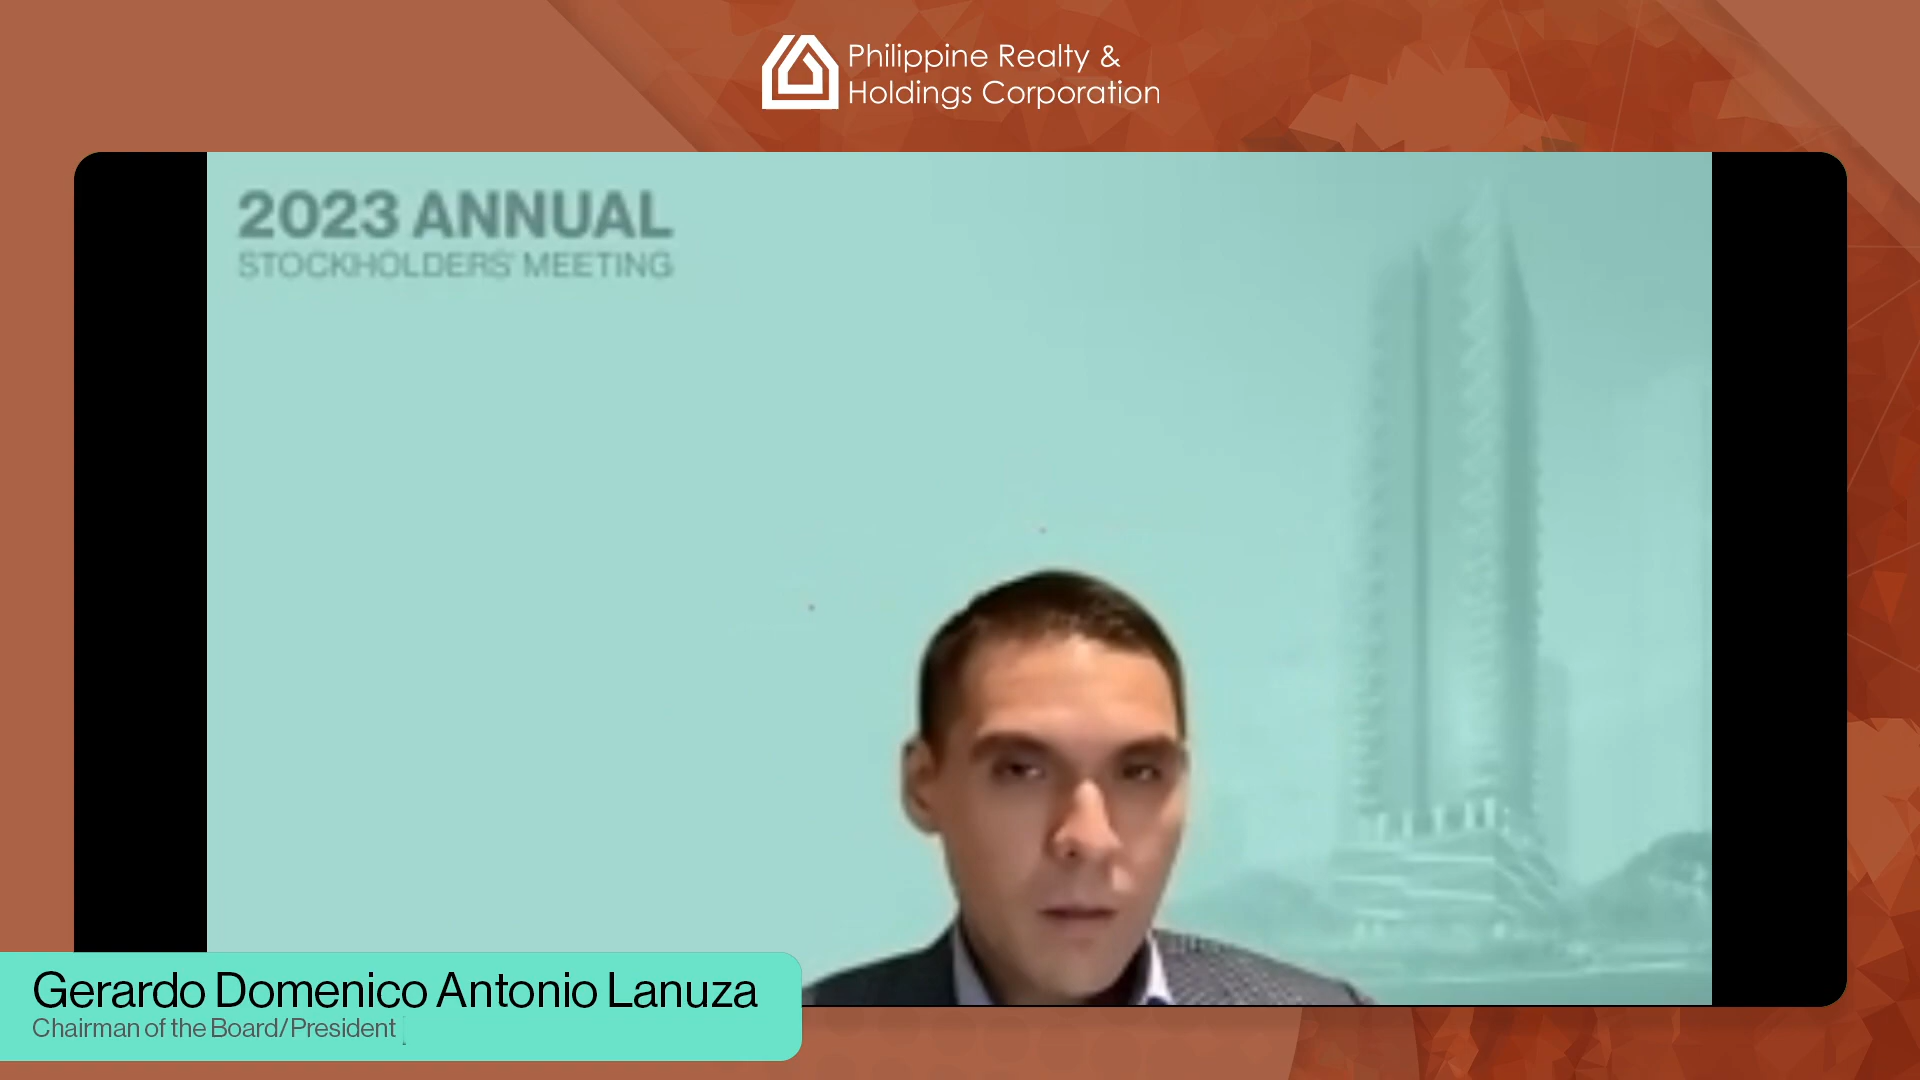 Philippine Realty &
Holdings Corporation
2023 ANNUAL
STOCKHOLDERS' MEETING
Gerardo Domenico Antonio Lanuza
Chairman of the Board/President